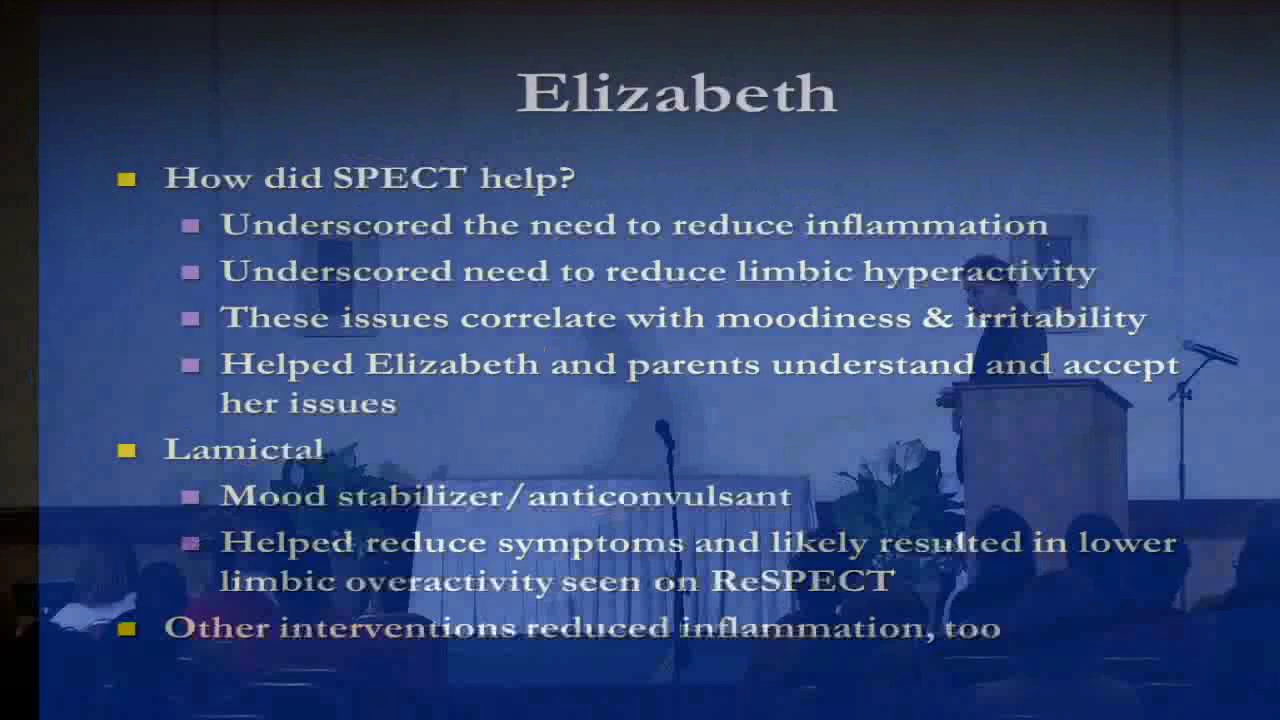 Elizabeth
How did SPECT help?
Underscored the need to reduce inflammation
Underscored need to reduce limbic hyperactivity
These issues correlate with moodiness & irritability
Helped Elizabeth and parents understand and accept
her issues
Lamictal
Mood stabilizer/anticonvulsant
Helped reduce symptoms and likely resulted in lower
limbic overactivity seen on ReSPECT
Other interventions reduced inflammation, too